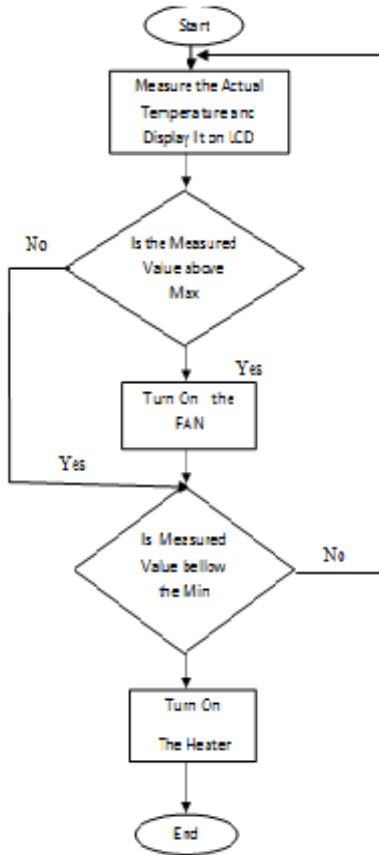 Start
Measure the Actual
Temperature and
Display It on LCD
No
Is the Measured
Value above
Max
Yes
Turn On the
FAN
Yes
Is Measured
Value bellow
the Min
No
Turn On
The Heater
End